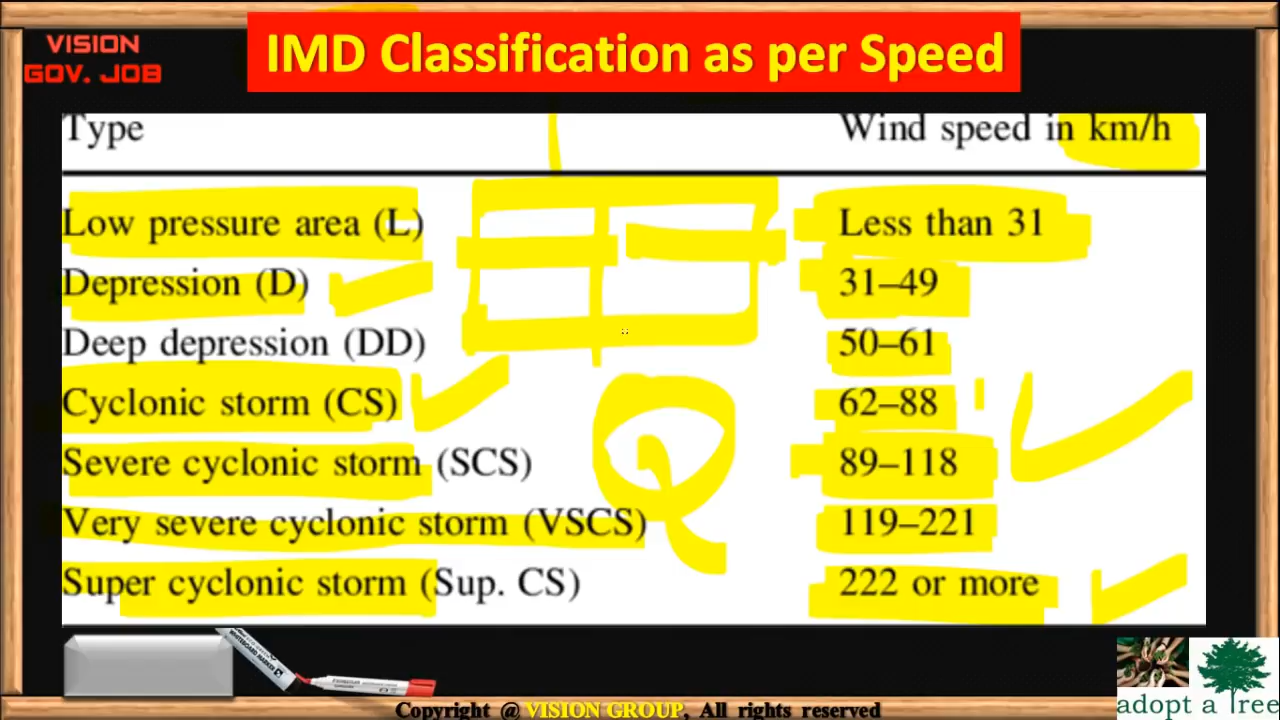 VISION
GOV. JOB
IMD Classification as per Speed
Type Wind speed in km/h
Low pressure area (L) Less than 31
Depression (D) 31–49
Deep depression (DD) 50–61
Cyclonic storm (CS) 62–88
Severe cyclonic storm (SCS) 89–118
Very severe cyclonic storm (VSCS) 119–221
Super cyclonic storm (Sup. CS) 222 or more
Q
WHITEBOARD MARKER
adopt a Tree
Copyright @ VISION GROUP, All rights reserved